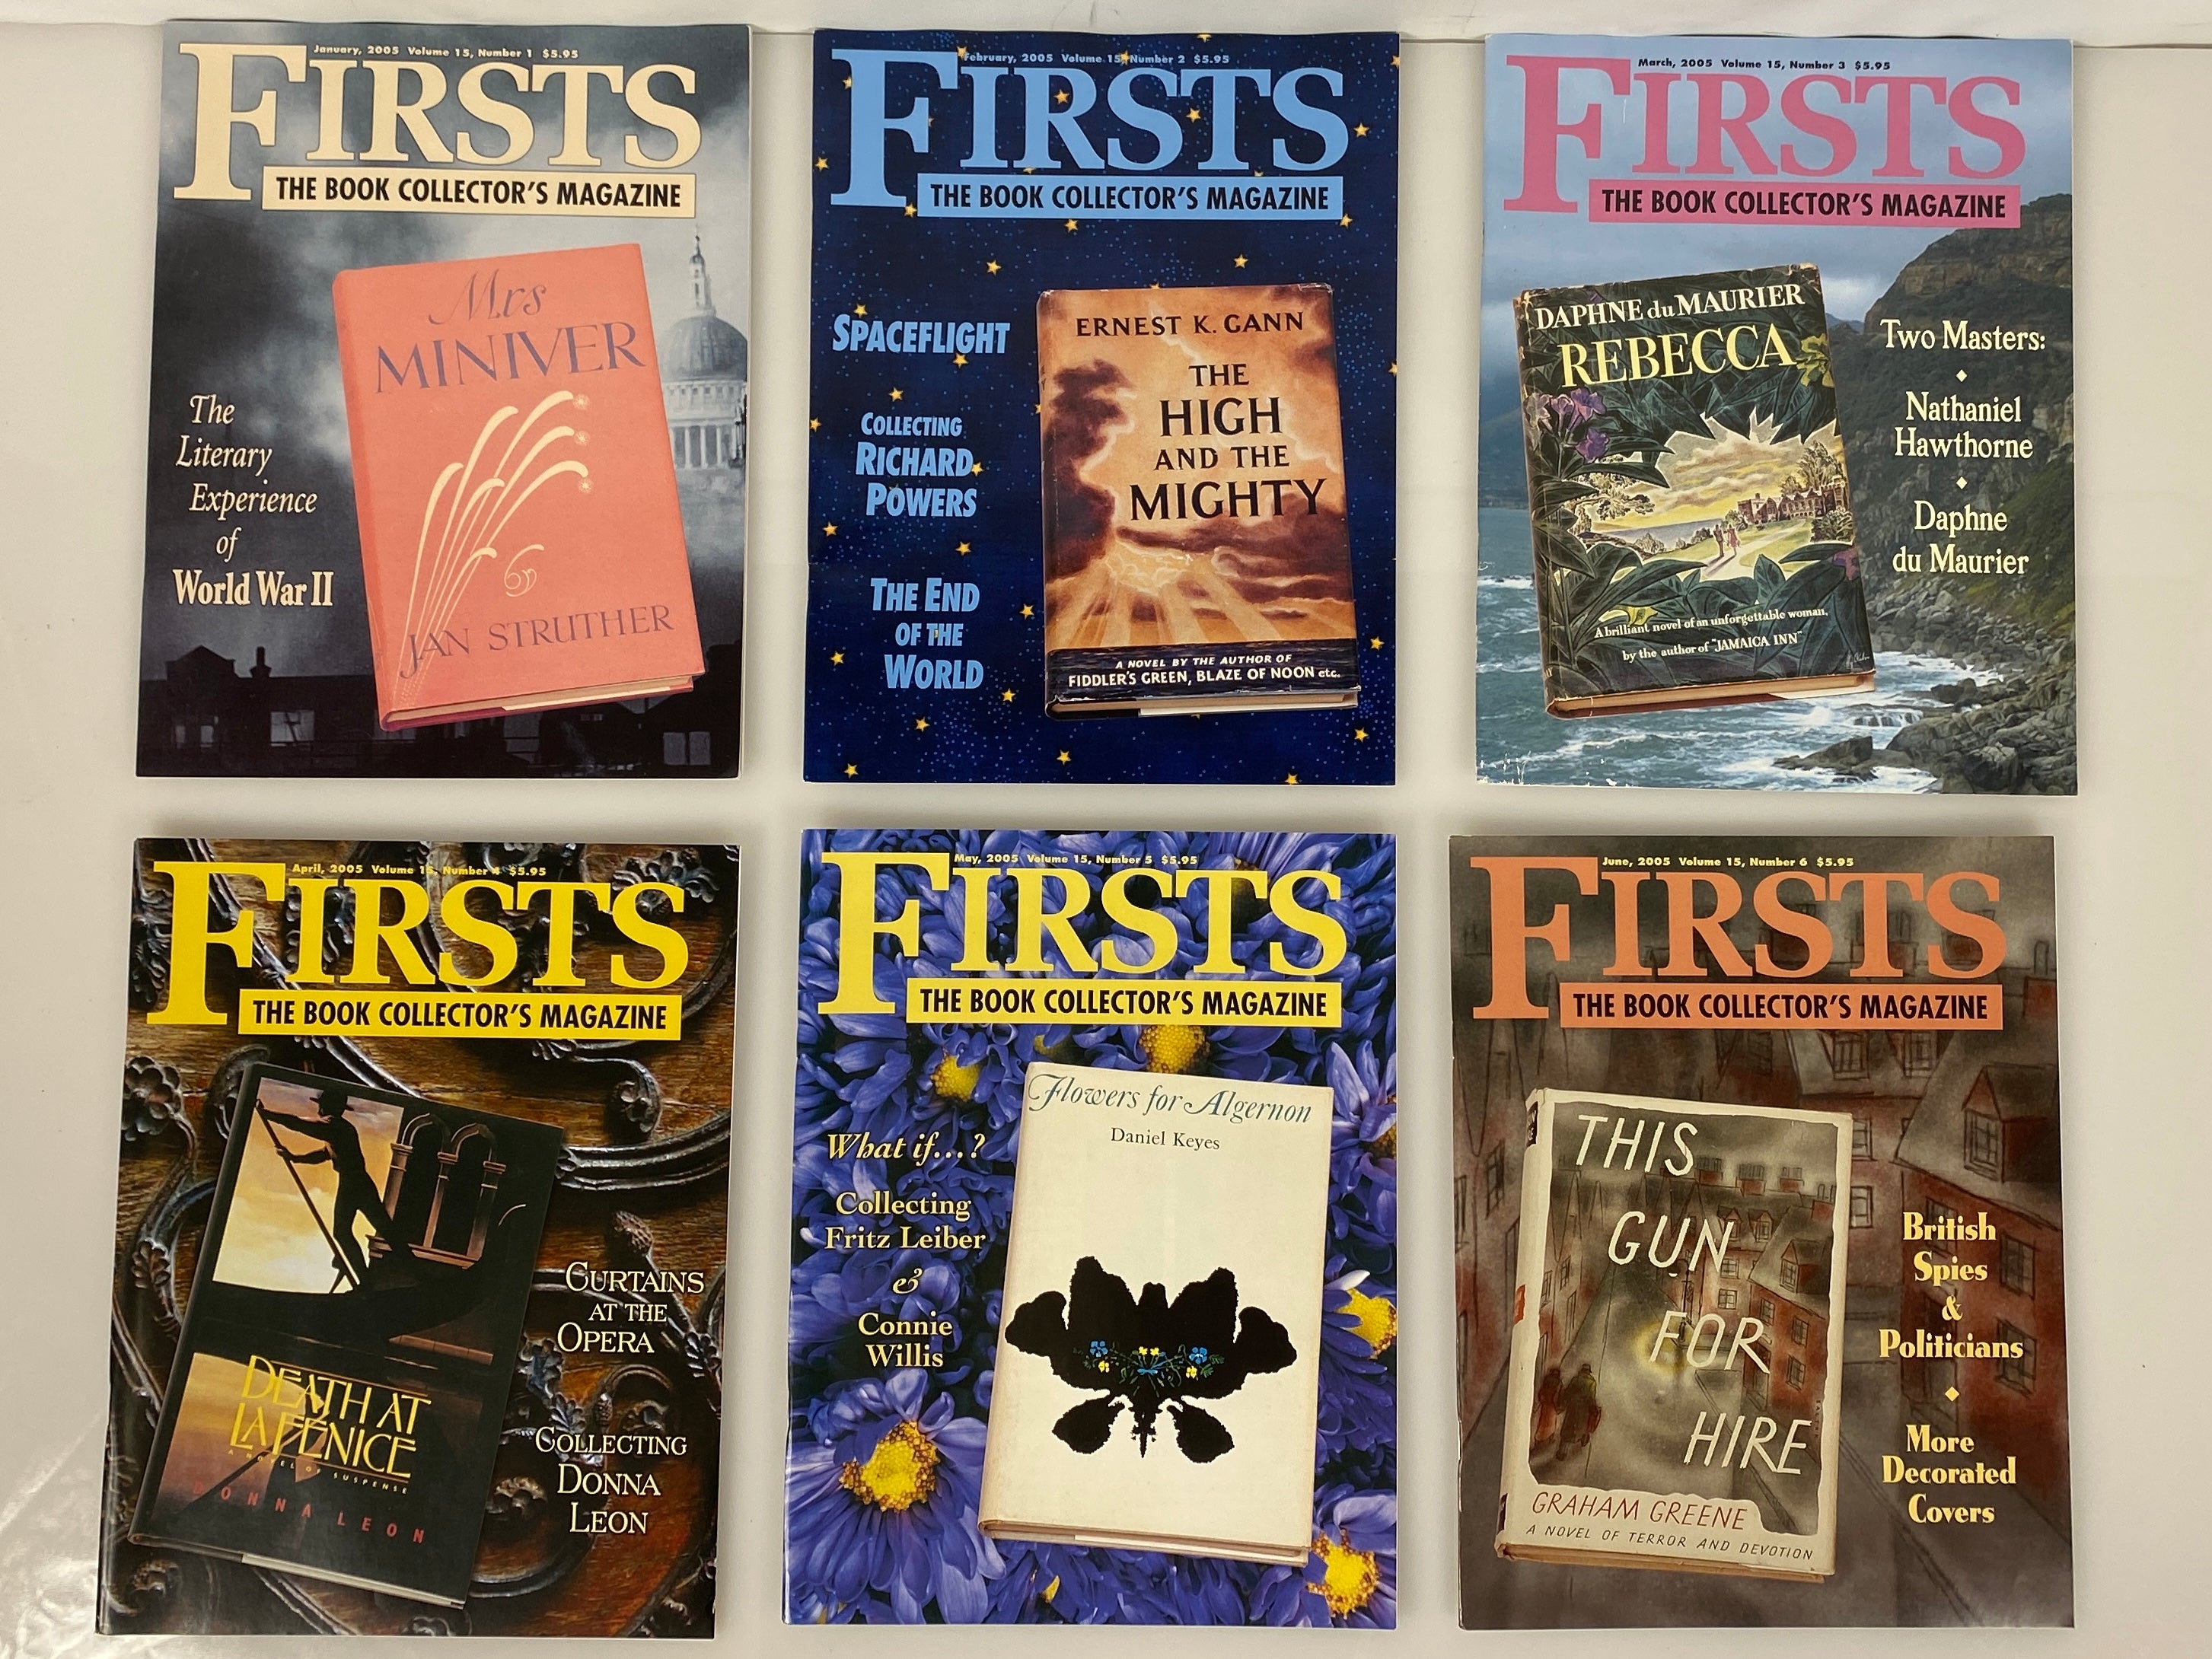 January, 2005 Volume 15, Number 1 $5.95
FIRSTS
THE BOOK COLLECTOR'S MAGAZINE
Mrs
MINIVER
JAN STRUTHER
The
Literary
Experience
of
World War II
February, 2005 Volume 15, Number 2 $5.95
FIRSTS
THE BOOK COLLECTOR'S MAGAZINE
SPACEFLIGHT
COLLECTING
RICHARD
POWERS
THE END
OF THE
WORLD
ERNEST K. GANN
THE
HIGH
AND THE
MIGHTY
A NOVEL BY THE AUTHOR OF
FIDDLER'S GREEN, BLAZE OF NOON etc.
March, 2005 Volume 15, Number 3 $5.95
FIRSTS
THE BOOK COLLECTOR'S MAGAZINE
DAPHNE du MAURIER
REBECCA
A brilliant novel of an unforgettable woman,
by the author of "JAMAICA INN"
Two Masters:
Nathaniel
Hawthorne
Daphne
du Maurier
April, 2005 Volume 15, Number 4 $5.95
FIRSTS
THE BOOK COLLECTOR'S MAGAZINE
DEATH AT
LA FENICE
A NOVEL OF SUSPENSE
DONNA LEON
CURTAINS
AT THE
OPERA
COLLECTING
DONNA
LEON
May, 2005 Volume 15, Number 5 $5.95
FIRSTS
THE BOOK COLLECTOR'S MAGAZINE
What if...?
Collecting
Fritz Leiber
&
Connie
Willis
Flowers for Algernon
Daniel Keyes
June, 2005 Volume 15, Number 6 $5.95
FIRSTS
THE BOOK COLLECTOR'S MAGAZINE
THIS
GUN
FOR
HIRE
GRAHAM GREENE
A NOVEL OF TERROR AND DEVOTION
British
Spies
&
Politicians
More
Decorated
Covers